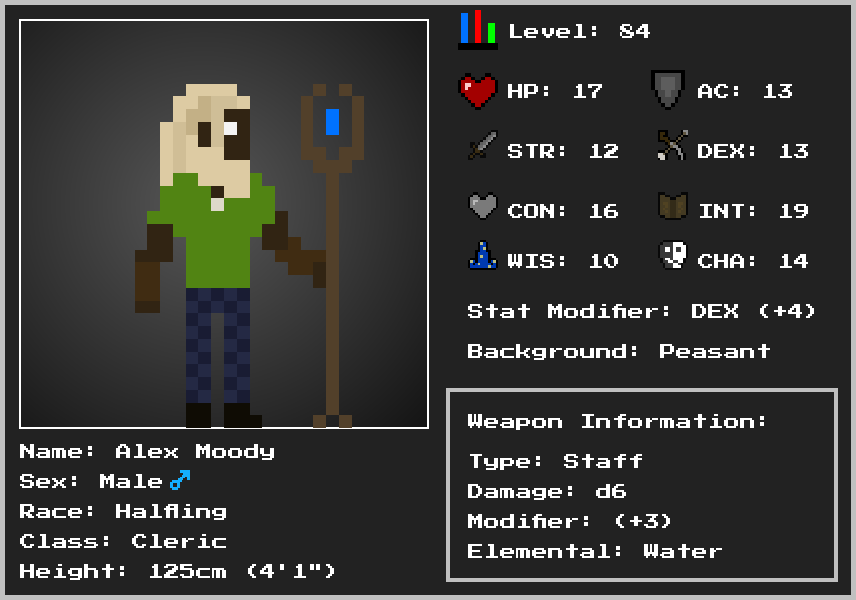 Level: 84
HP: 17
AC: 13
STR: 12
DEX: 13
CON: 16
INT: 19
WIS: 10
CHA: 14
Stat Modifier: DEX (+4)
Background: Peasant
Weapon Information:
Type: Staff
Damage: d6
Modifier: (+3)
Elemental: Water
Name: Alex Moody
Sex: Male♂
Race: Halfling
Class: Cleric
Height: 125cm (4'1")